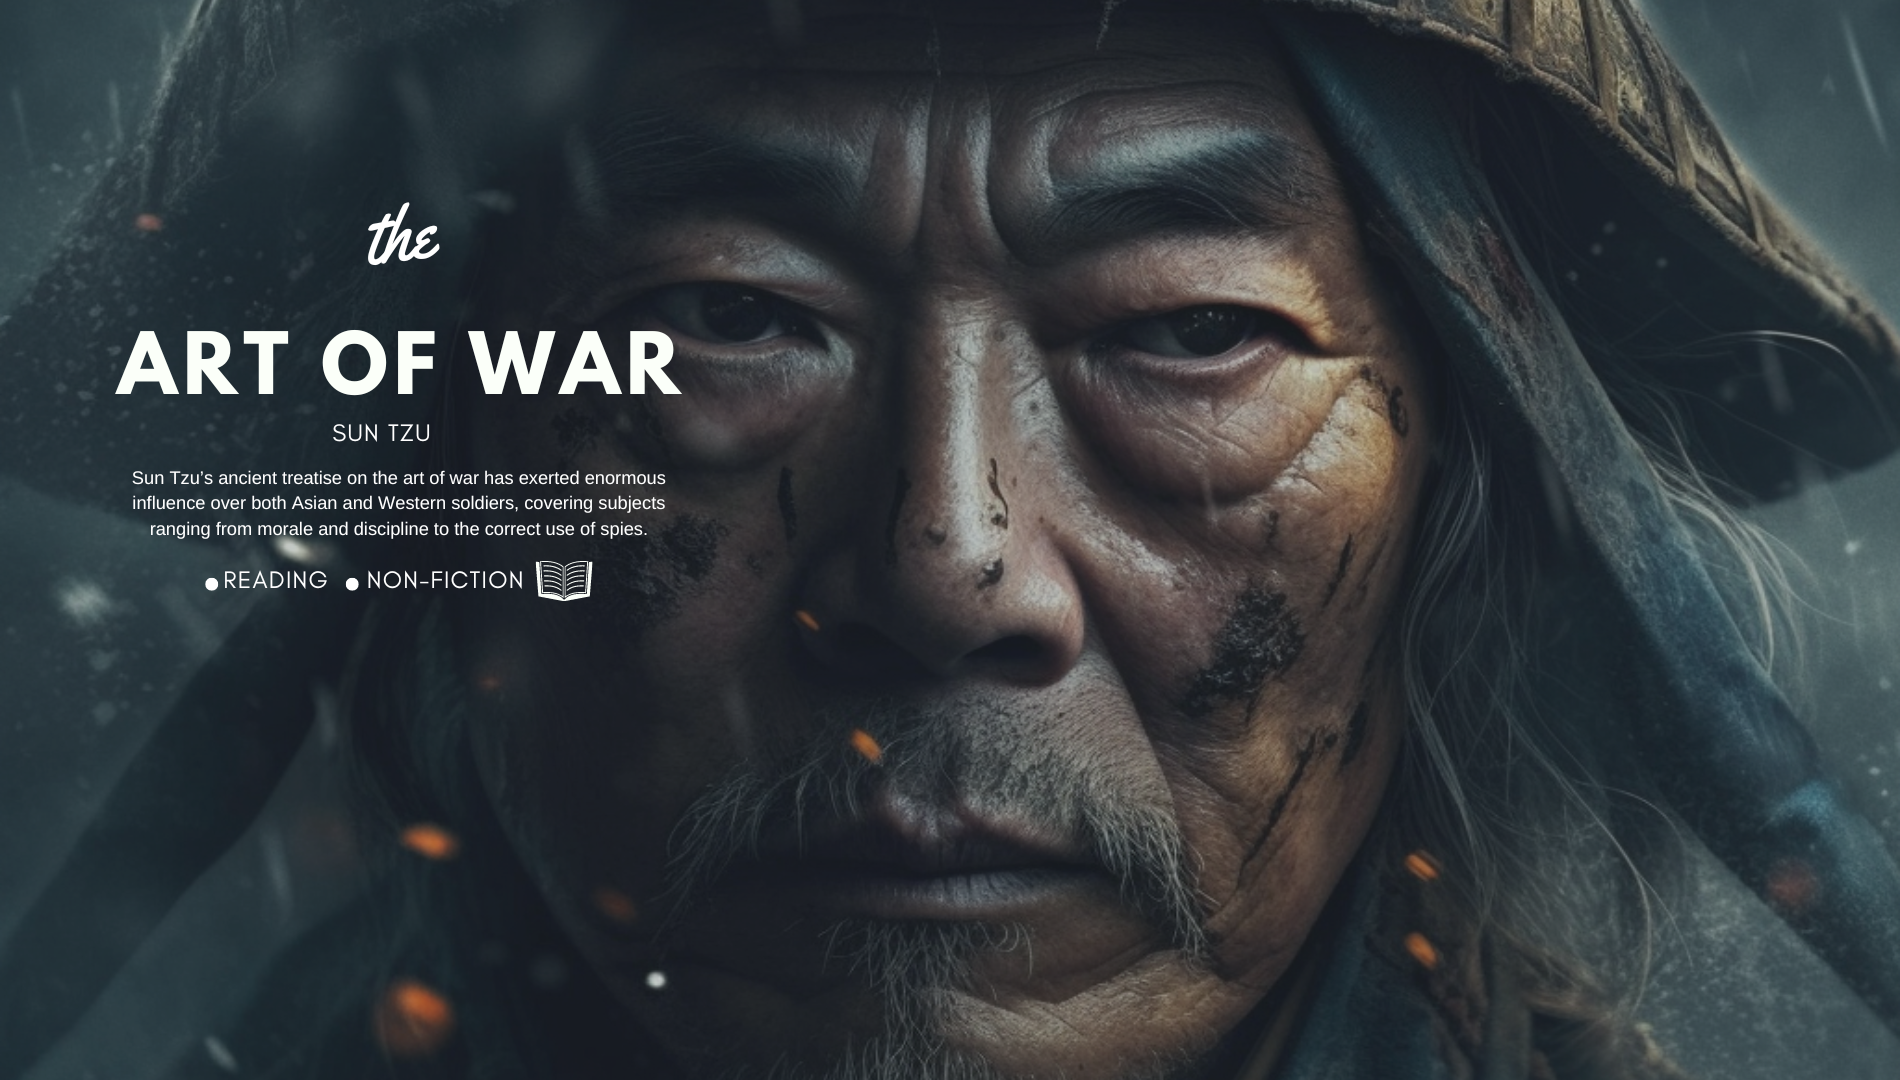 the
ART OF WAR
SUN TZU
Sun Tzu’s ancient treatise on the art of war has exerted enormous
influence over both Asian and Western soldiers, covering subjects
ranging from morale and discipline to the correct use of spies.
● READING ● NON-FICTION